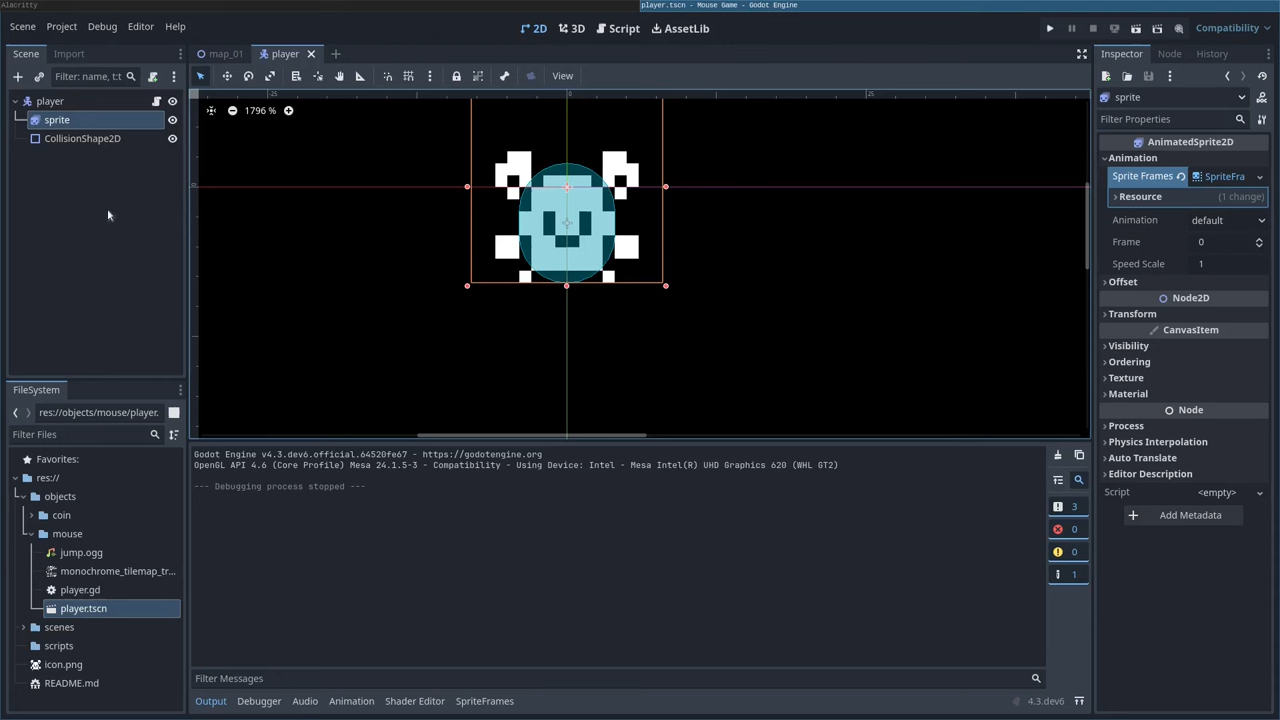 Alacritty
player.tscn - Mouse Game - Godot Engine
Scene Project Debug Editor Help
2D 3D Script AssetLib
Compatibility
Scene Import
map_01 player
Inspector Node History
Filter: name, t:t
View
player
sprite
CollisionShape2D
-25 0 25
1796 %
0
sprite
Filter Properties
AnimatedSprite2D
Animation
Sprite Frames SpriteFra
Resource (1 change)
Animation default
Frame 0
Speed Scale 1
Offset
Node2D
Transform
CanvasItem
Visibility
Ordering
Texture
Material
Node
Process
Physics Interpolation
Auto Translate
Editor Description
Script <empty>
Add Metadata
FileSystem
res://objects/mouse/player.
Filter Files
Favorites:
res://
objects
coin
mouse
jump.ogg
monochrome_tilemap_tr...
player.gd
player.tscn
scenes
scripts
icon.png
README.md
Godot Engine v4.3.dev6.official.64520fe67 - https://godotengine.org
OpenGL API 4.6 (Core Profile) Mesa 24.1.5-3 - Compatibility - Using Device: Intel - Mesa Intel(R) UHD Graphics 620 (WHL GT2)
--- Debugging process stopped ---
3
0
0
1
Filter Messages
Output Debugger Audio Animation Shader Editor SpriteFrames
4.3.dev6